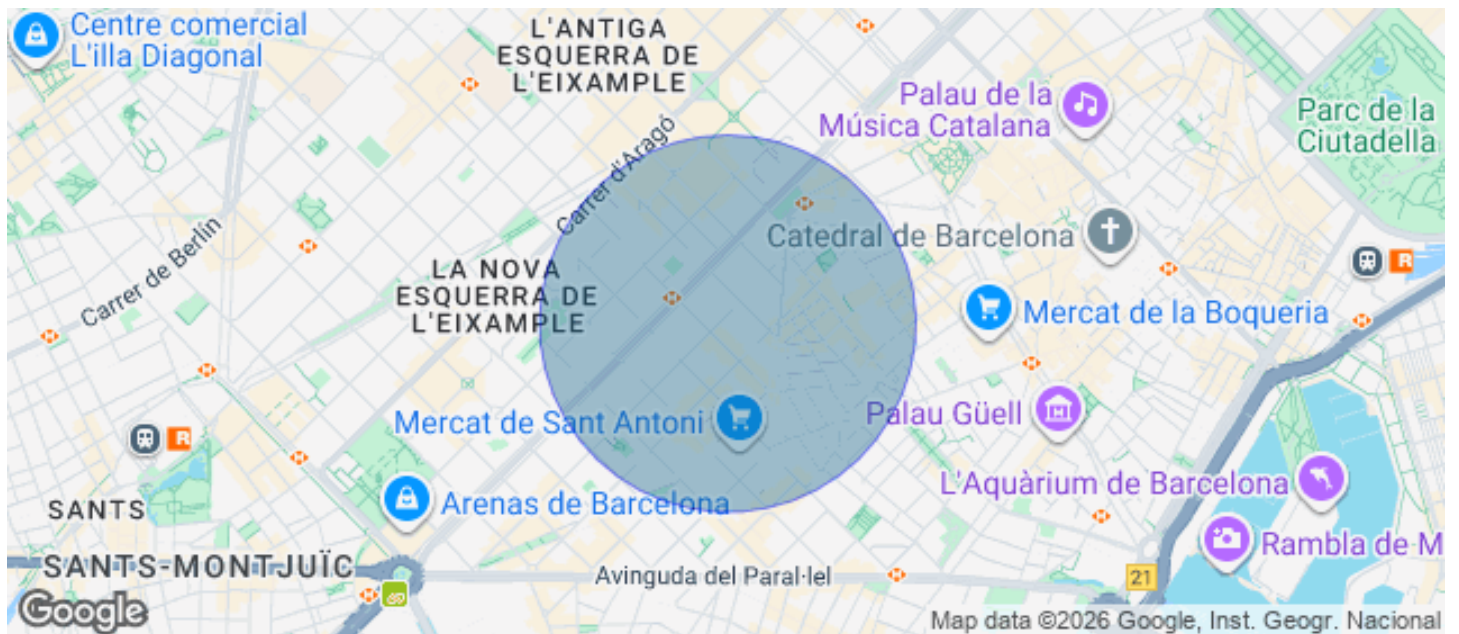 Centre comercial
L'illa Diagonal
L'ANTIGA
ESQUERRA DE
L'EIXAMPLE
Palau de la
Música Catalana
Parc de la
Ciutadella
Carrer d'Aragó
Catedral de Barcelona
Carrer de Berlín
LA NOVA
ESQUERRA DE
L'EIXAMPLE
R
Mercat de la Boqueria
Mercat de Sant Antoni
Palau Güell
R
L'Aquàrium de Barcelona
Arenas de Barcelona
SANTS
Rambla de M
SANTS-MONTJUÏC
Avinguda del Paral·lel
21
Google
Map data ©2026 Google, Inst. Geogr. Nacional